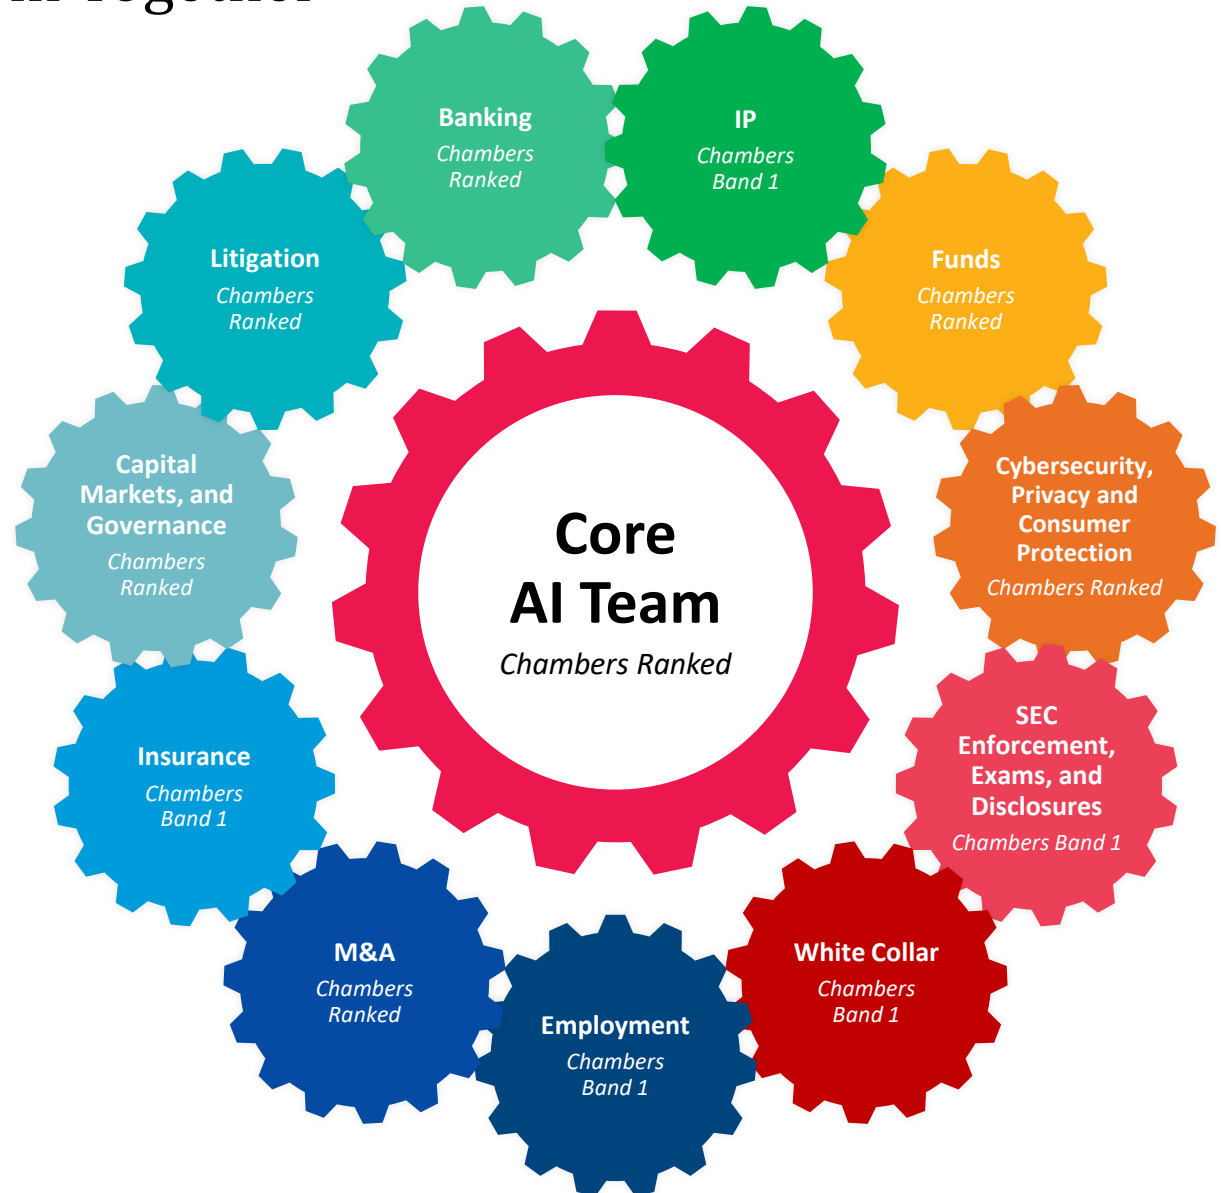 Together
Banking
Chambers
Ranked
IP
Chambers
Band 1
Funds
Chambers
Ranked
Cybersecurity,
Privacy and
Consumer
Protection
Chambers Ranked
SEC
Enforcement,
Exams, and
Disclosures
Chambers Band 1
White Collar
Chambers
Band 1
Employment
Chambers
Band 1
M&A
Chambers
Ranked
Insurance
Chambers
Band 1
Capital
Markets, and
Governance
Chambers
Ranked
Litigation
Chambers
Ranked
Core
AI Team
Chambers Ranked